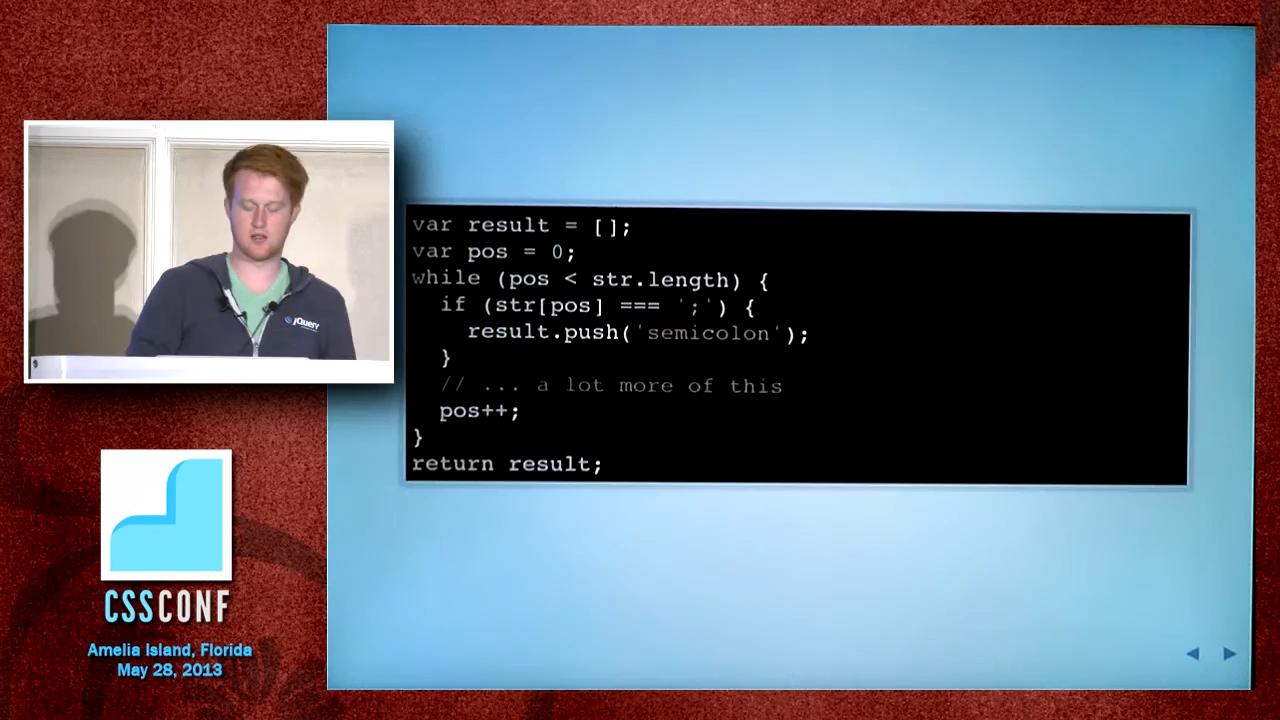 var result = [];
var pos = 0;
while (pos < str.length) {
  if (str[pos] === ';') {
    result.push('semicolon');
  }
  // ... a lot more of this
  pos++;
}
return result;
jQuery
CSSCONF
Amelia Island, Florida
May 28, 2013